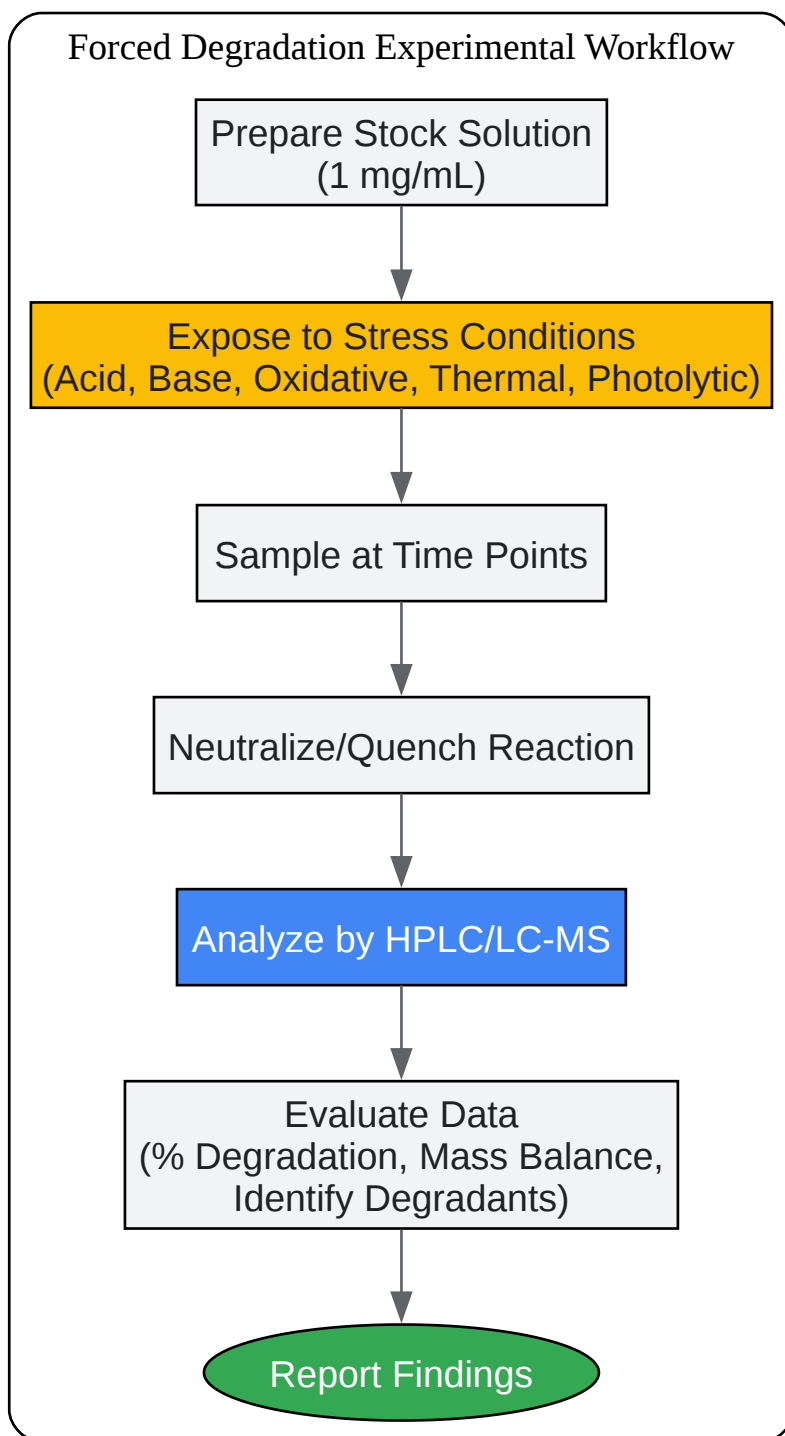 Forced Degradation Experimental Workflow
Prepare Stock Solution
(1 mg/mL)
Expose to Stress Conditions
(Acid, Base, Oxidative, Thermal, Photolytic)
Sample at Time Points
Neutralize/Quench Reaction
Analyze by HPLC/LC-MS
Evaluate Data
(% Degradation, Mass Balance,
Identify Degradants)
Report Findings